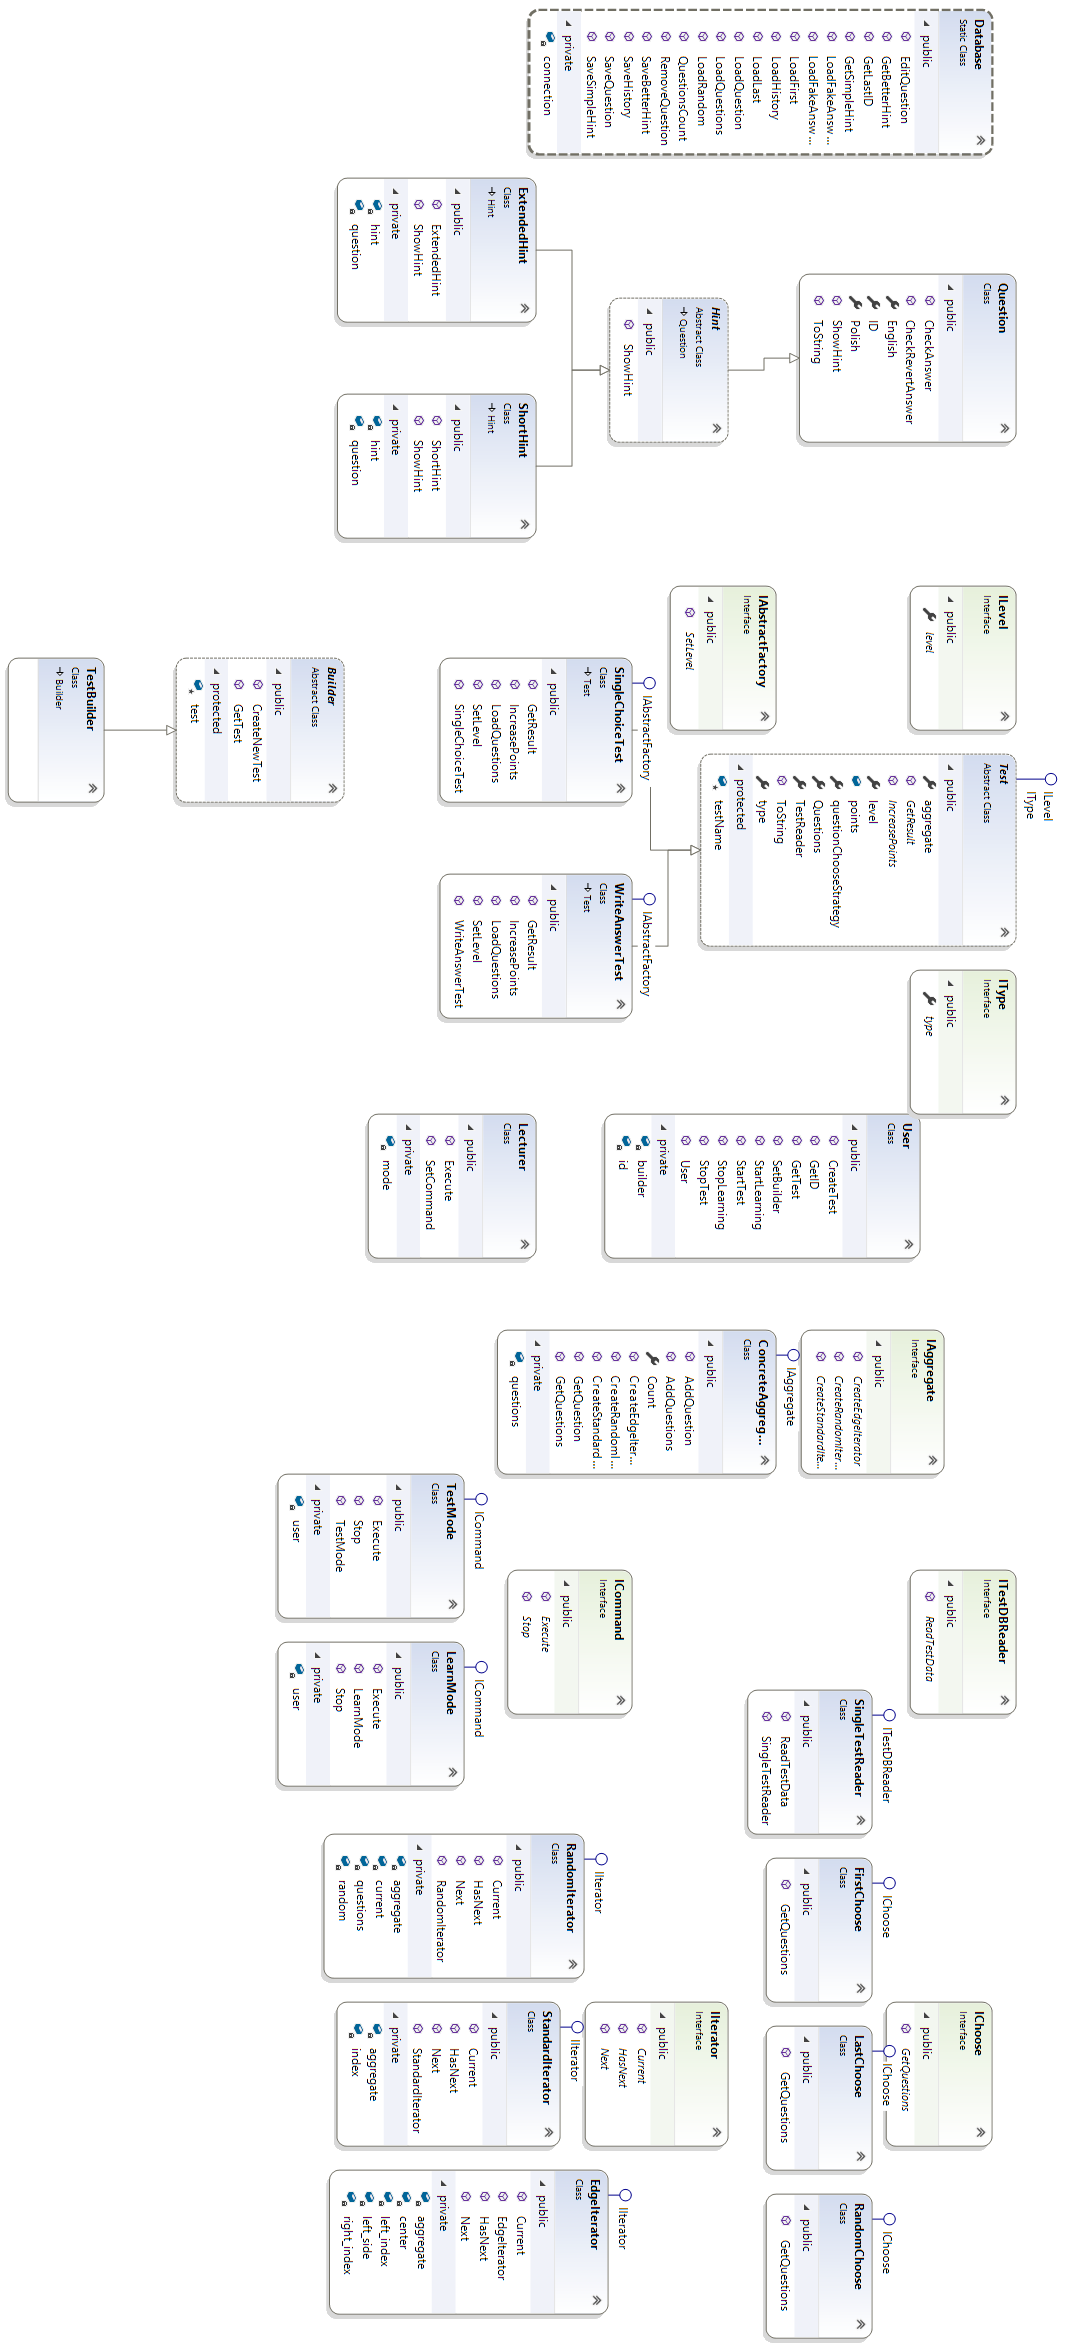 Database
Static Class
public
EditQuestion
GetBetterHint
GetLastID
GetSimpleHint
LoadFakeAnsw...
LoadFakeAnsw...
LoadFirst
LoadHistory
LoadLast
LoadQuestion
LoadQuestions
LoadRandom
QuestionsCount
RemoveQuestion
SaveBetterHint
SaveHistory
SaveQuestion
SaveSimpleHint
private
connection
Question
Class
public
CheckAnswer
CheckRevertAnswer
English
ID
Polish
ShowHint
ToString
Hint
Abstract Class
Question
public
ShowHint
ExtendedHint
Class
Hint
public
ExtendedHint
ShowHint
private
hint
question
ShortHint
Class
Hint
public
ShortHint
ShowHint
private
hint
question
ILevel
Interface
public
level
IAbstractFactory
Interface
public
SetLevel
ILevel
IType
Test
Abstract Class
public
aggregate
GetResult
IncreasePoints
level
points
questionChooseStrategy
Questions
TestReader
ToString
type
protected
testName
IAbstractFactory
SingleChoiceTest
Class
Test
public
GetResult
IncreasePoints
LoadQuestions
SetLevel
SingleChoiceTest
IAbstractFactory
WriteAnswerTest
Class
Test
public
GetResult
IncreasePoints
LoadQuestions
SetLevel
WriteAnswerTest
Builder
Abstract Class
public
CreateNewTest
GetTest
protected
test
TestBuilder
Class
Builder
IType
Interface
public
type
User
Class
public
CreateTest
GetID
GetTest
SetBuilder
StartLearning
StartTest
StopLearning
StopTest
User
private
builder
id
Lecturer
Class
public
Execute
SetCommand
private
mode
IAggregate
Interface
public
CreateEdgeIterator
CreateRandomIter...
CreateStandardIte...
IAggregate
ConcreteAggreg...
Class
public
AddQuestion
AddQuestions
Count
CreateEdgeIter...
CreateRandomI...
CreateStandard...
GetQuestion
GetQuestions
private
questions
ICommand
TestMode
Class
public
Execute
Stop
TestMode
private
user
ICommand
Interface
public
Execute
Stop
ICommand
LearnMode
Class
public
Execute
LearnMode
Stop
private
user
ITestDBReader
Interface
public
ReadTestData
ITestDBReader
SingleTestReader
Class
public
ReadTestData
SingleTestReader
IChoose
FirstChoose
Class
public
GetQuestions
IChoose
Interface
public
GetQuestions
IChoose
LastChoose
Class
public
GetQuestions
IChoose
RandomChoose
Class
public
GetQuestions
IIterator
RandomIterator
Class
public
Current
HasNext
Next
RandomIterator
private
aggregate
current
questions
random
IIterator
Interface
public
Current
HasNext
Next
IIterator
StandardIterator
Class
public
Current
HasNext
Next
StandardIterator
private
aggregate
index
IIterator
EdgeIterator
Class
public
Current
EdgeIterator
HasNext
Next
private
aggregate
center
left_index
left_side
right_index